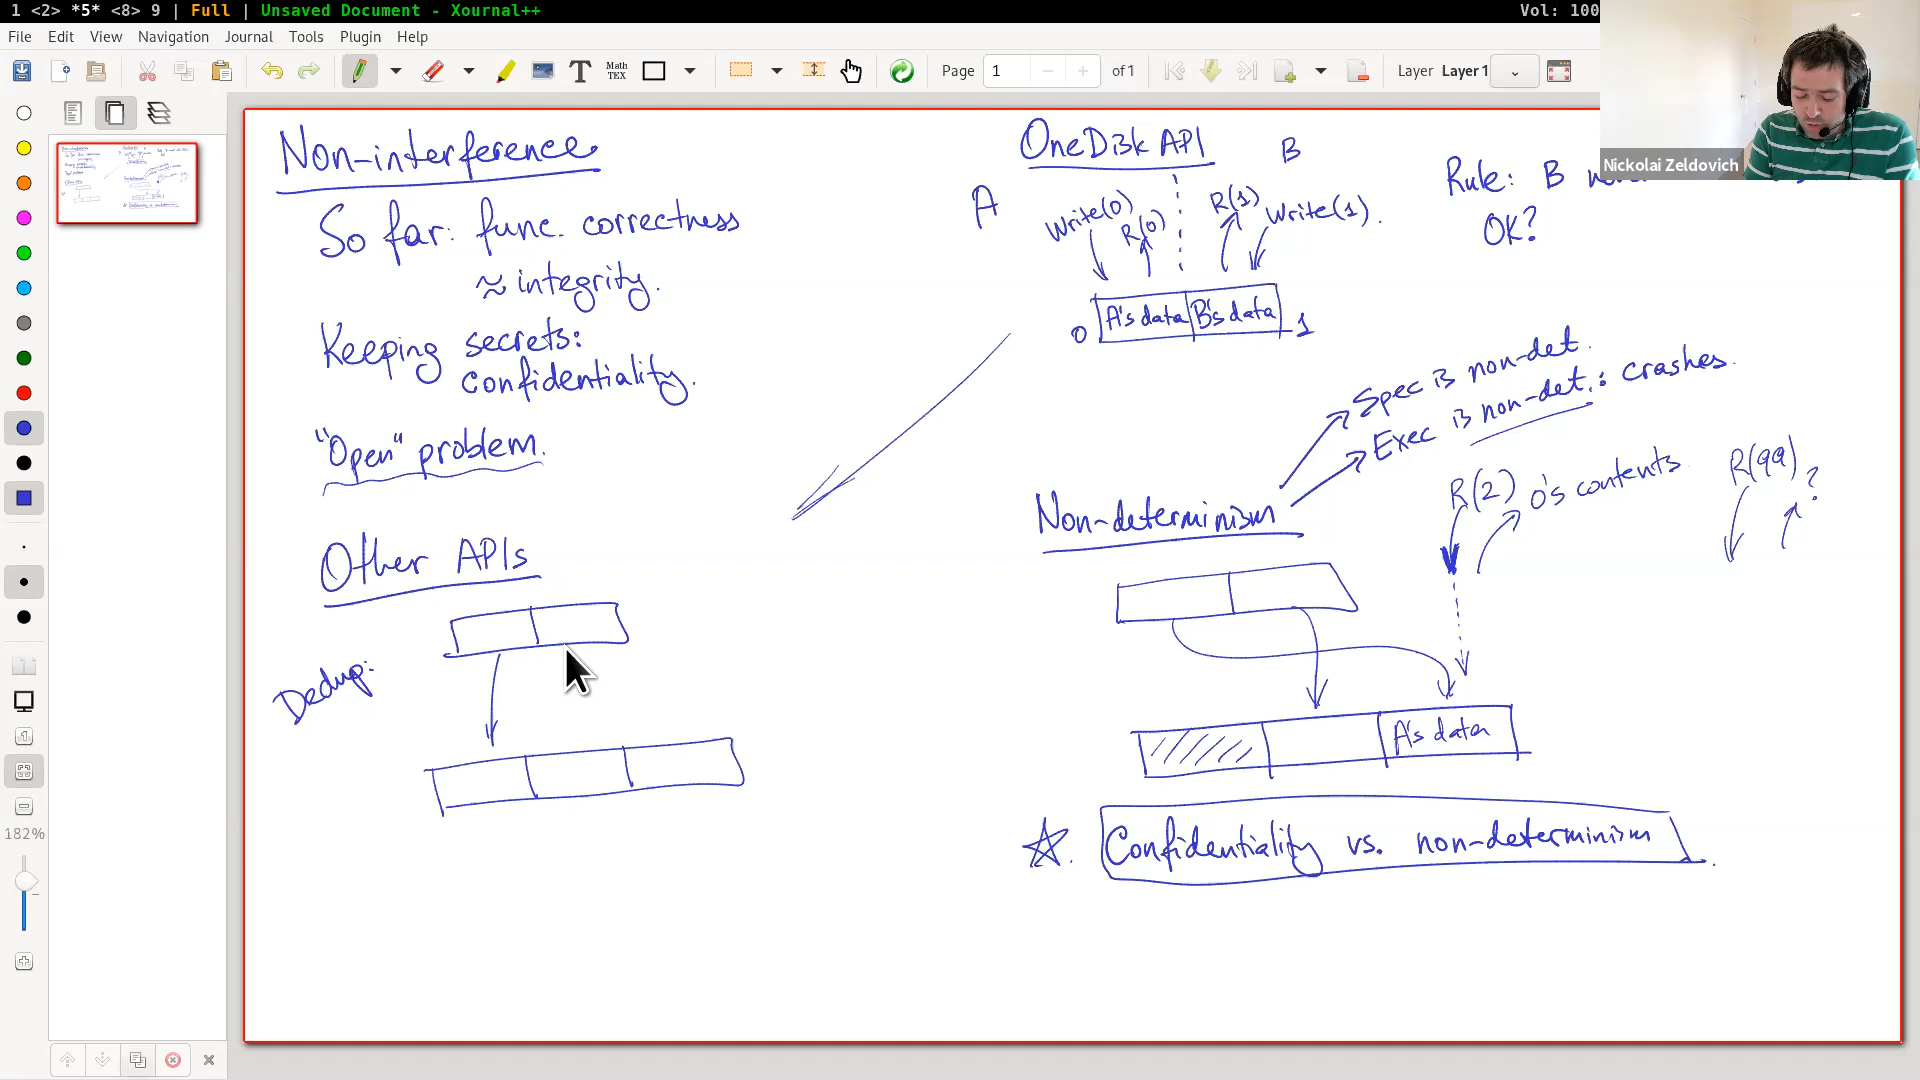 1 <2> *5* <8> 9 | Full | Unsaved Document - Xournal++
Vol: 100
File Edit View Navigation Journal Tools Plugin Help
Math TEX
Page 1 of 1
Layer Layer 1
Nickolai Zeldovich
182%
Non-interference
So far: func. correctness
≈ integrity.
Keeping secrets:
confidentiality.
"Open" problem.
Other APIs
Dedup:
OneDisk API
A
B
Write(0)
R(0)
R(1)
Write(1).
0
A's data
B's data
1
Rule: B
OK?
Spec is non-det.
Exec is non-det.: crashes.
Non-determinism
R(2) 0's contents
R(99)
?
A's data
☆. Confidentiality vs. non-determinism.